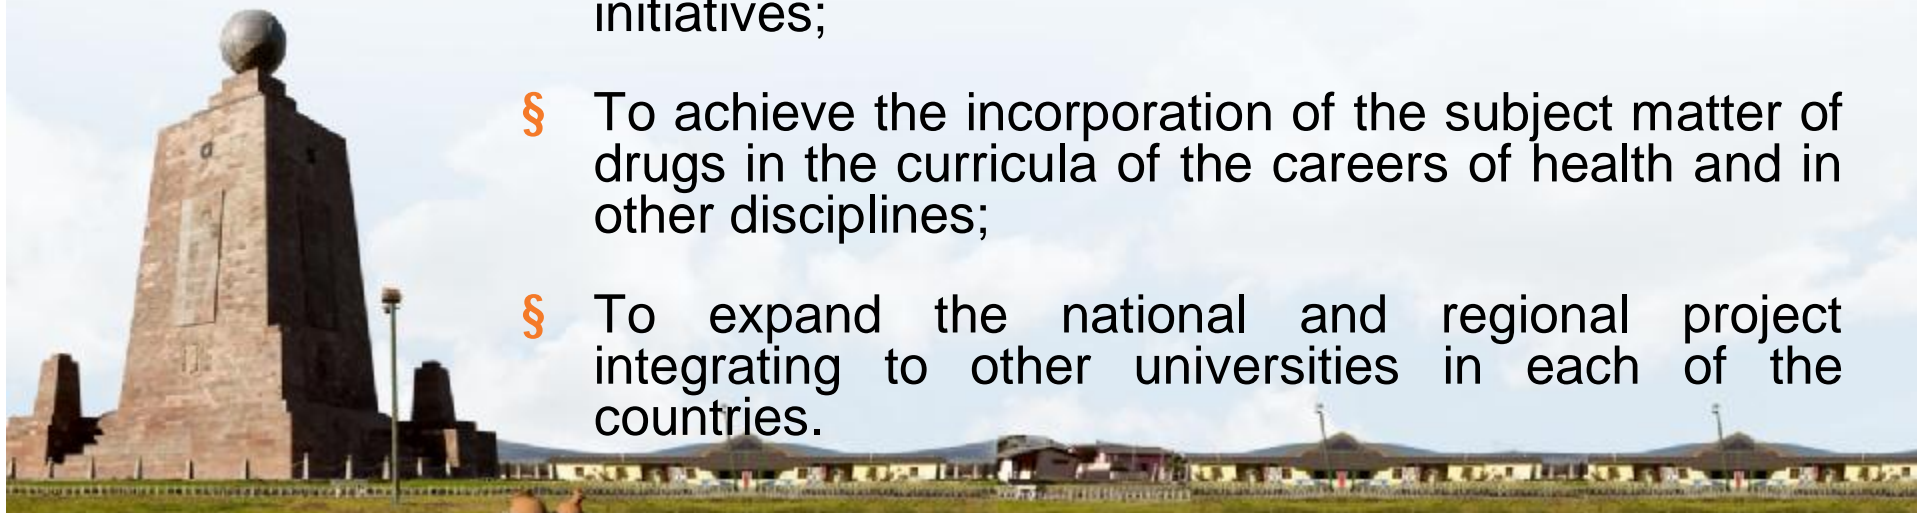 initiatives;
§ To achieve the incorporation of the subject matter of
drugs in the curricula of the careers of health and in
other disciplines;
§ To expand the national and regional project
integrating to other universities in each of the
countries.